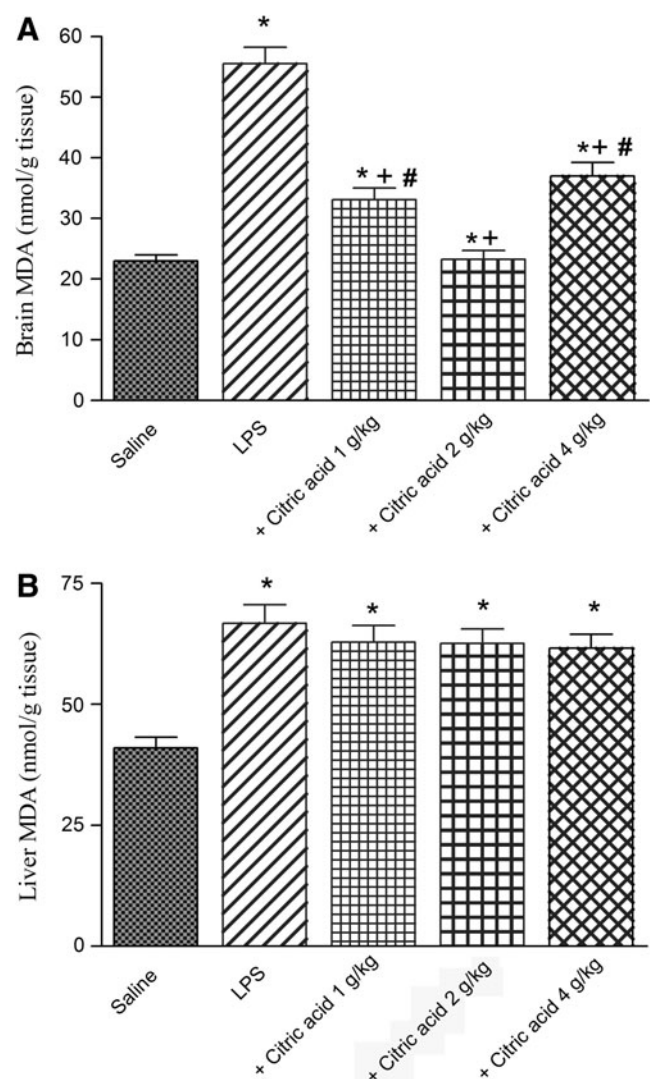 A
Brain MDA (nmol/g tissue)
60
50
40
30
20
10
0
*
* + #
*+
*+ #
Saline
LPS
+ Citric acid 1 g/kg
+ Citric acid 2 g/kg
+ Citric acid 4 g/kg
B
Liver MDA (nmol/g tissue)
75
50
25
0
*
*
*
*
Saline
LPS
+ Citric acid 1 g/kg
+ Citric acid 2 g/kg
+ Citric acid 4 g/kg